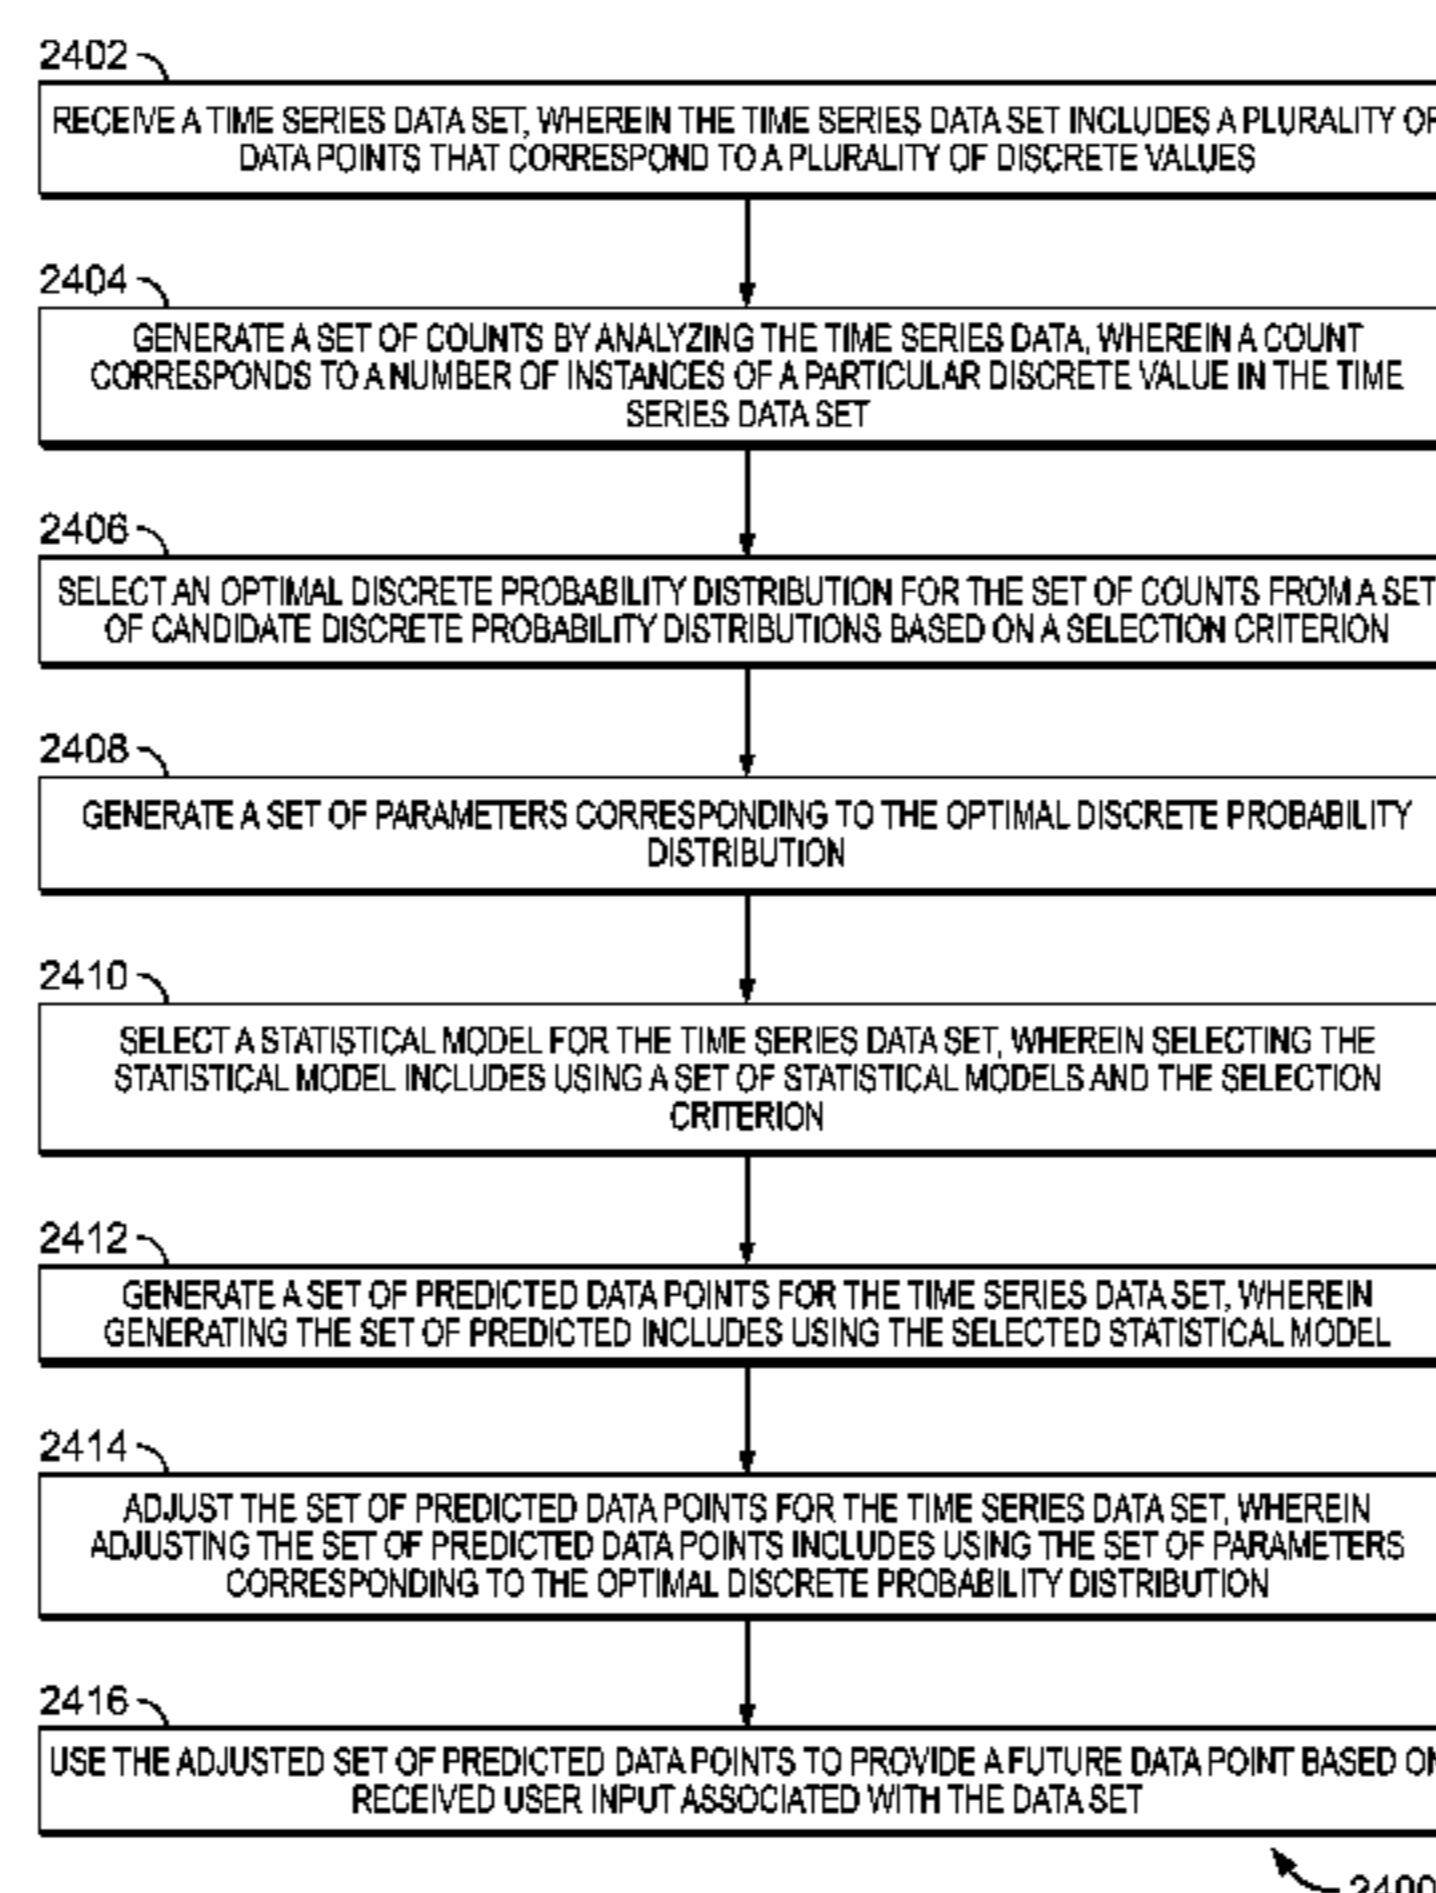 2402
RECEIVE A TIME SERIES DATA SET, WHEREIN THE TIME SERIES DATA SET INCLUDES A PLURALITY OF
DATA POINTS THAT CORRESPOND TO A PLURALITY OF DISCRETE VALUES
2404
GENERATE A SET OF COUNTS BY ANALYZING THE TIME SERIES DATA, WHEREIN A COUNT
CORRESPONDS TO A NUMBER OF INSTANCES OF A PARTICULAR DISCRETE VALUE IN THE TIME
SERIES DATA SET
2406
SELECT AN OPTIMAL DISCRETE PROBABILITY DISTRIBUTION FOR THE SET OF COUNTS FROM A SET
OF CANDIDATE DISCRETE PROBABILITY DISTRIBUTIONS BASED ON A SELECTION CRITERION
2408
GENERATE A SET OF PARAMETERS CORRESPONDING TO THE OPTIMAL DISCRETE PROBABILITY
DISTRIBUTION
2410
SELECT A STATISTICAL MODEL FOR THE TIME SERIES DATA SET, WHEREIN SELECTING THE
STATISTICAL MODEL INCLUDES USING A SET OF STATISTICAL MODELS AND THE SELECTION
CRITERION
2412
GENERATE A SET OF PREDICTED DATA POINTS FOR THE TIME SERIES DATA SET, WHEREIN
GENERATING THE SET OF PREDICTED INCLUDES USING THE SELECTED STATISTICAL MODEL
2414
ADJUST THE SET OF PREDICTED DATA POINTS FOR THE TIME SERIES DATA SET, WHEREIN
ADJUSTING THE SET OF PREDICTED DATA POINTS INCLUDES USING THE SET OF PARAMETERS
CORRESPONDING TO THE OPTIMAL DISCRETE PROBABILITY DISTRIBUTION
2416
USE THE ADJUSTED SET OF PREDICTED DATA POINTS TO PROVIDE A FUTURE DATA POINT BASED ON
RECEIVED USER INPUT ASSOCIATED WITH THE DATA SET
2400